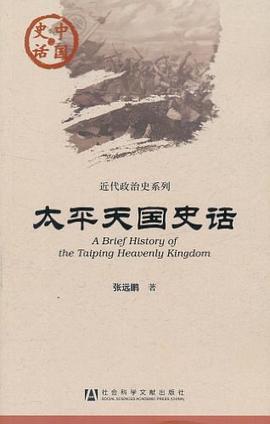 中国
史话
近代政治史系列
太平天国史话
A Brief History of
the Taiping Heavenly Kingdom
张远鹏 著
社会科学文献出版社
SOCIAL SCIENCES ACADEMIC PRESS (CHINA)